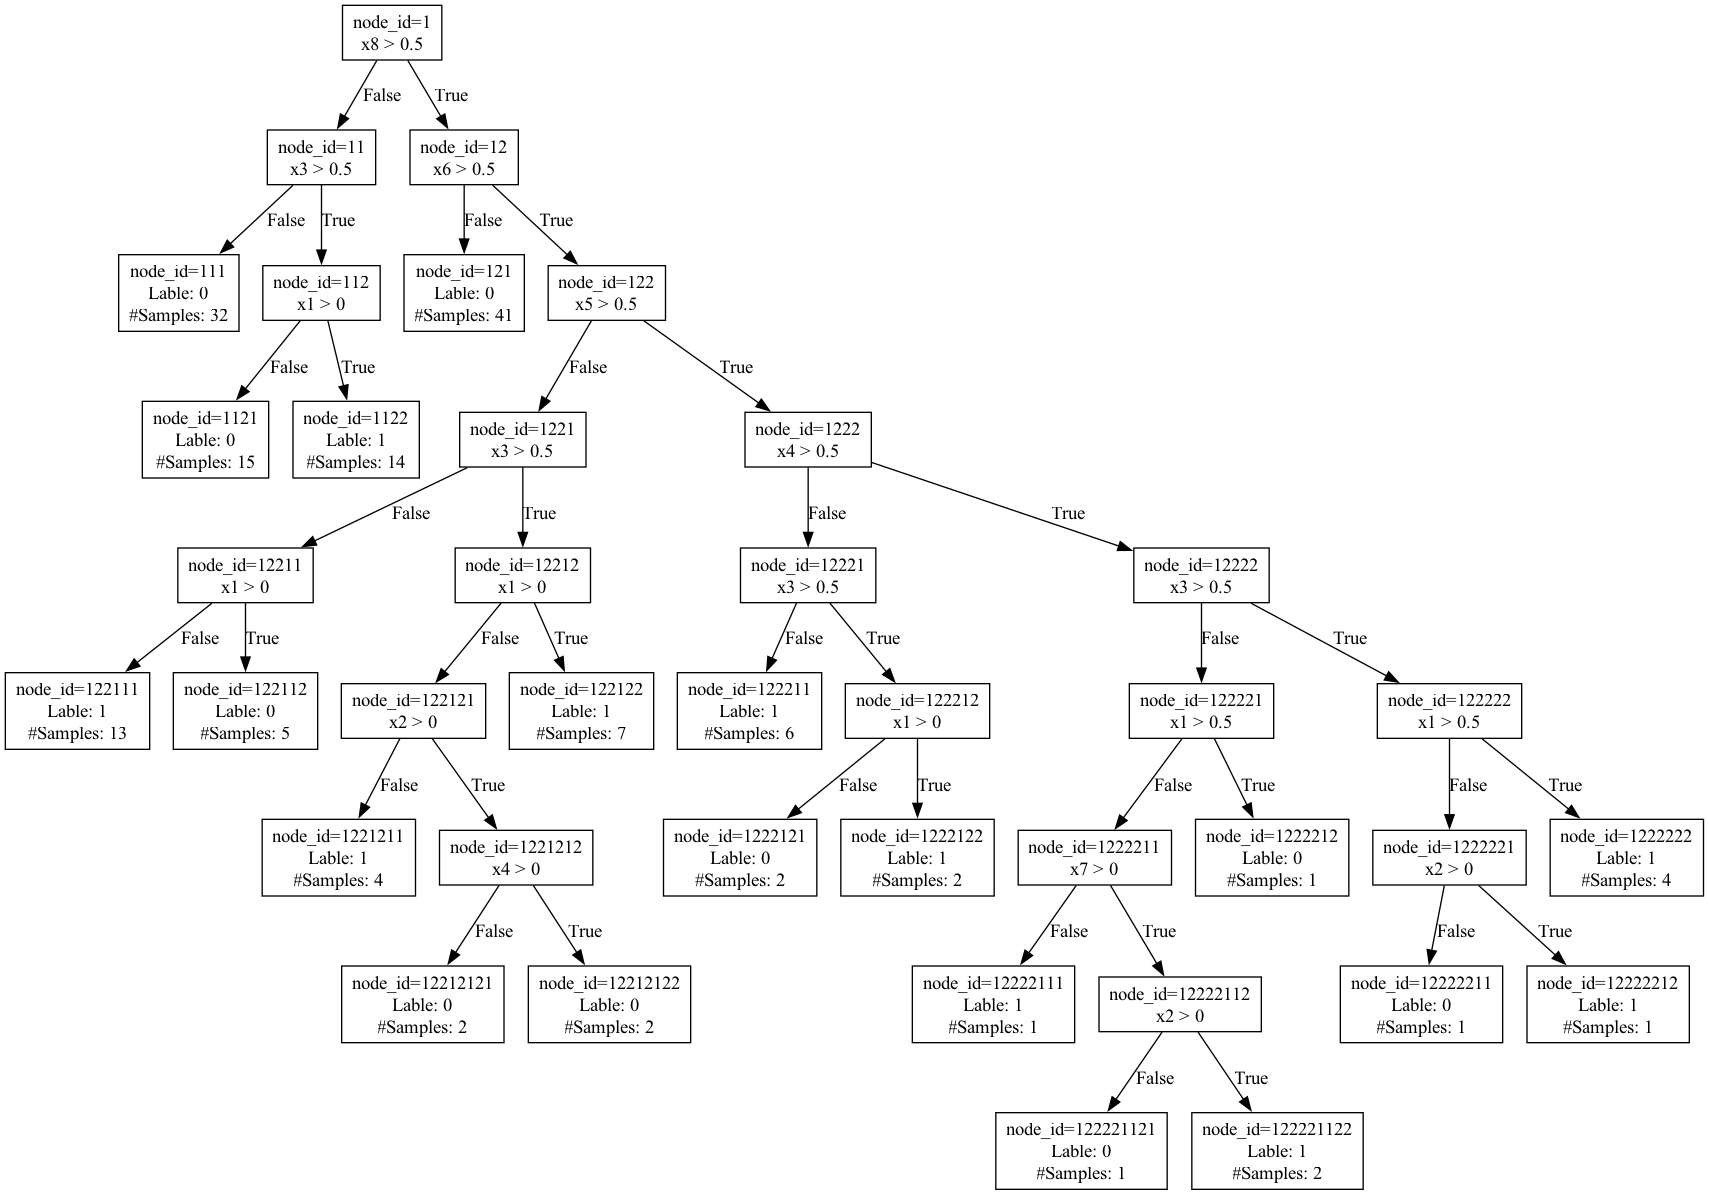 node_id=1
x8 > 0.5
False
True
node_id=11
x3 > 0.5
node_id=12
x6 > 0.5
False
True
False
True
node_id=111
Lable: 0
#Samples: 32
node_id=112
x1 > 0
node_id=121
Lable: 0
#Samples: 41
node_id=122
x5 > 0.5
False
True
False
True
node_id=1121
Lable: 0
#Samples: 15
node_id=1122
Lable: 1
#Samples: 14
node_id=1221
x3 > 0.5
node_id=1222
x4 > 0.5
False
True
False
True
node_id=12211
x1 > 0
node_id=12212
x1 > 0
node_id=12221
x3 > 0.5
node_id=12222
x3 > 0.5
False
True
False
True
False
True
False
True
node_id=122111
Lable: 1
#Samples: 13
node_id=122112
Lable: 0
#Samples: 5
node_id=122121
x2 > 0
node_id=122122
Lable: 1
#Samples: 7
node_id=122211
Lable: 1
#Samples: 6
node_id=122212
x1 > 0
node_id=122221
x1 > 0.5
node_id=122222
x1 > 0.5
False
True
False
True
False
True
False
True
node_id=1221211
Lable: 1
#Samples: 4
node_id=1221212
x4 > 0
node_id=1222121
Lable: 0
#Samples: 2
node_id=1222122
Lable: 1
#Samples: 2
node_id=1222211
x7 > 0
node_id=1222212
Lable: 0
#Samples: 1
node_id=1222221
x2 > 0
node_id=1222222
Lable: 1
#Samples: 4
False
True
False
True
False
True
node_id=12212121
Lable: 0
#Samples: 2
node_id=12212122
Lable: 0
#Samples: 2
node_id=12222111
Lable: 1
#Samples: 1
node_id=12222112
x2 > 0
node_id=12222211
Lable: 0
#Samples: 1
node_id=12222212
Lable: 1
#Samples: 1
False
True
node_id=122221121
Lable: 0
#Samples: 1
node_id=122221122
Lable: 1
#Samples: 2